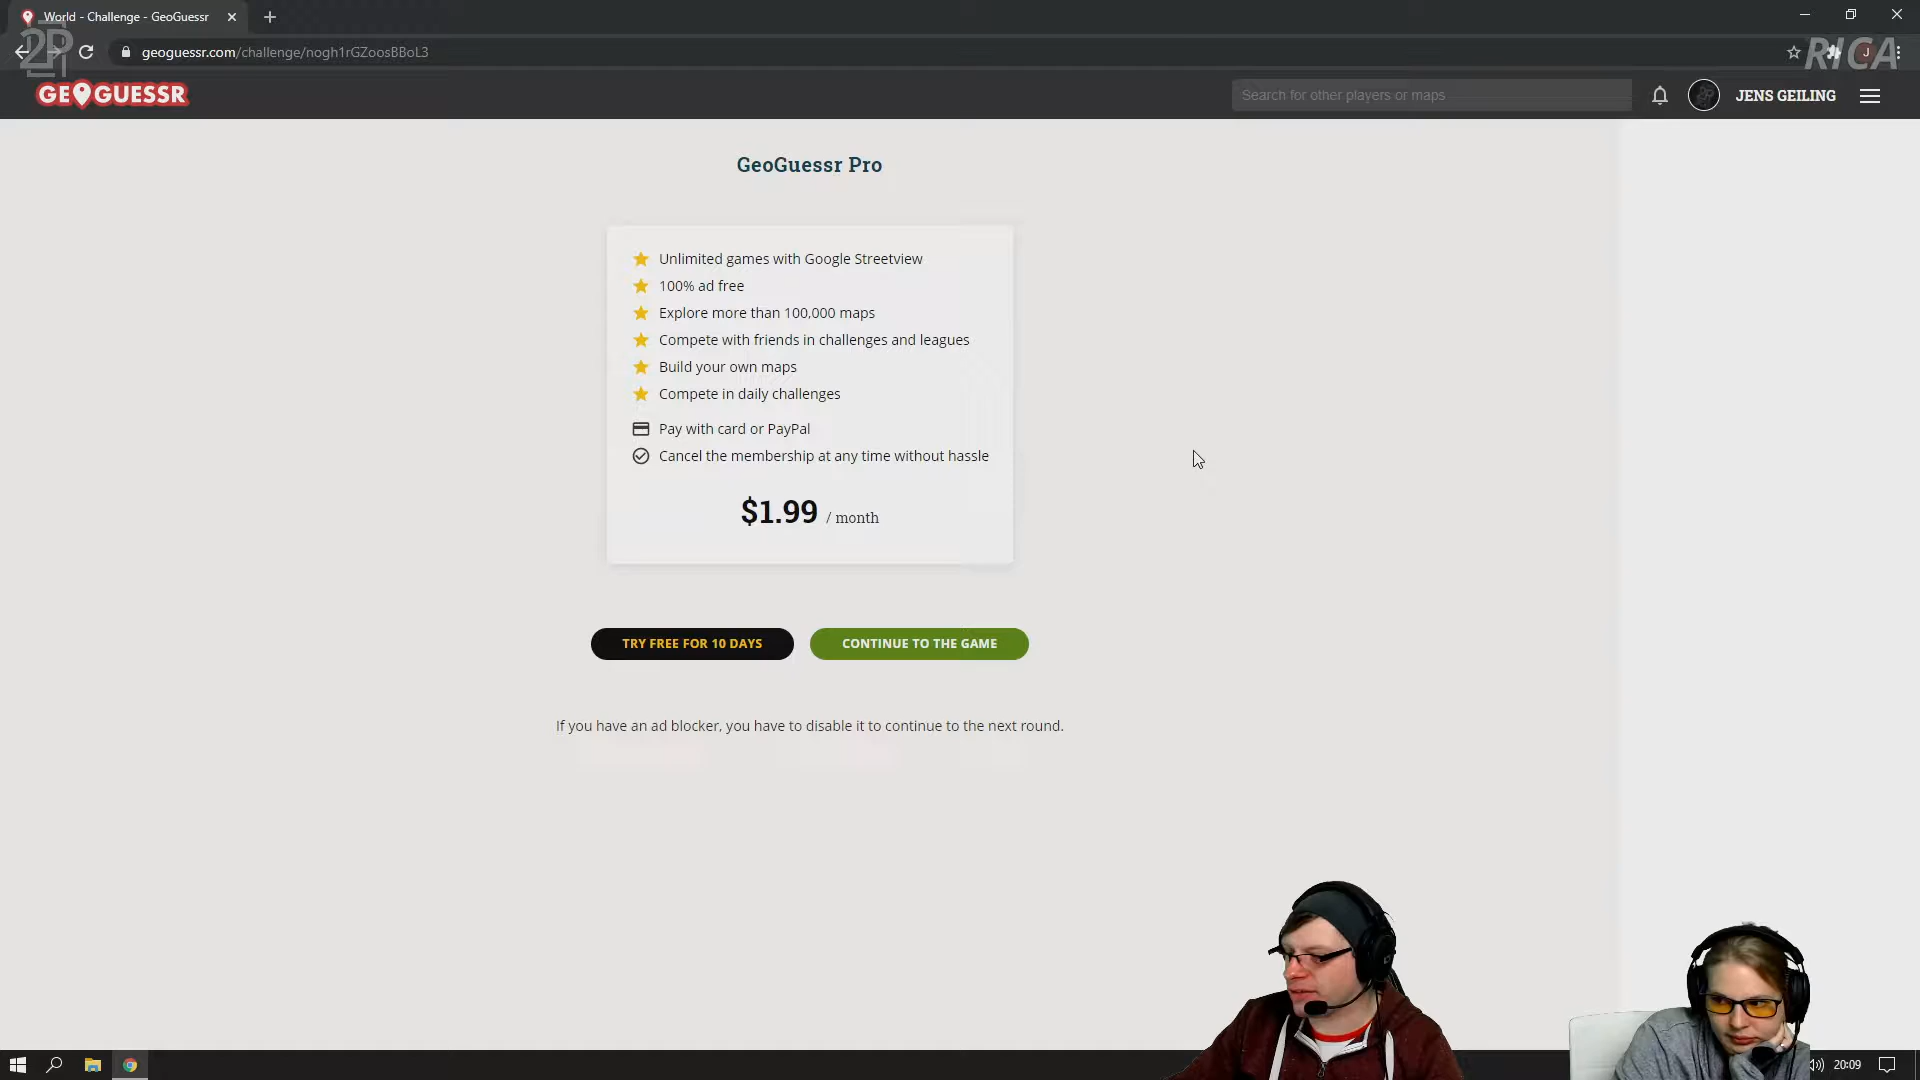 World - Challenge - GeoGuessr
2P
geoguessr.com/challenge/nogh1rGZoosBBoL3
J
RICA
GEOGUESSR
Search for other players or maps
JENS GEILING
GeoGuessr Pro
Unlimited games with Google Streetview
100% ad free
Explore more than 100,000 maps
Compete with friends in challenges and leagues
Build your own maps
Compete in daily challenges
Pay with card or PayPal
Cancel the membership at any time without hassle
$1.99 / month
TRY FREE FOR 10 DAYS
CONTINUE TO THE GAME
If you have an ad blocker, you have to disable it to continue to the next round.
20:09